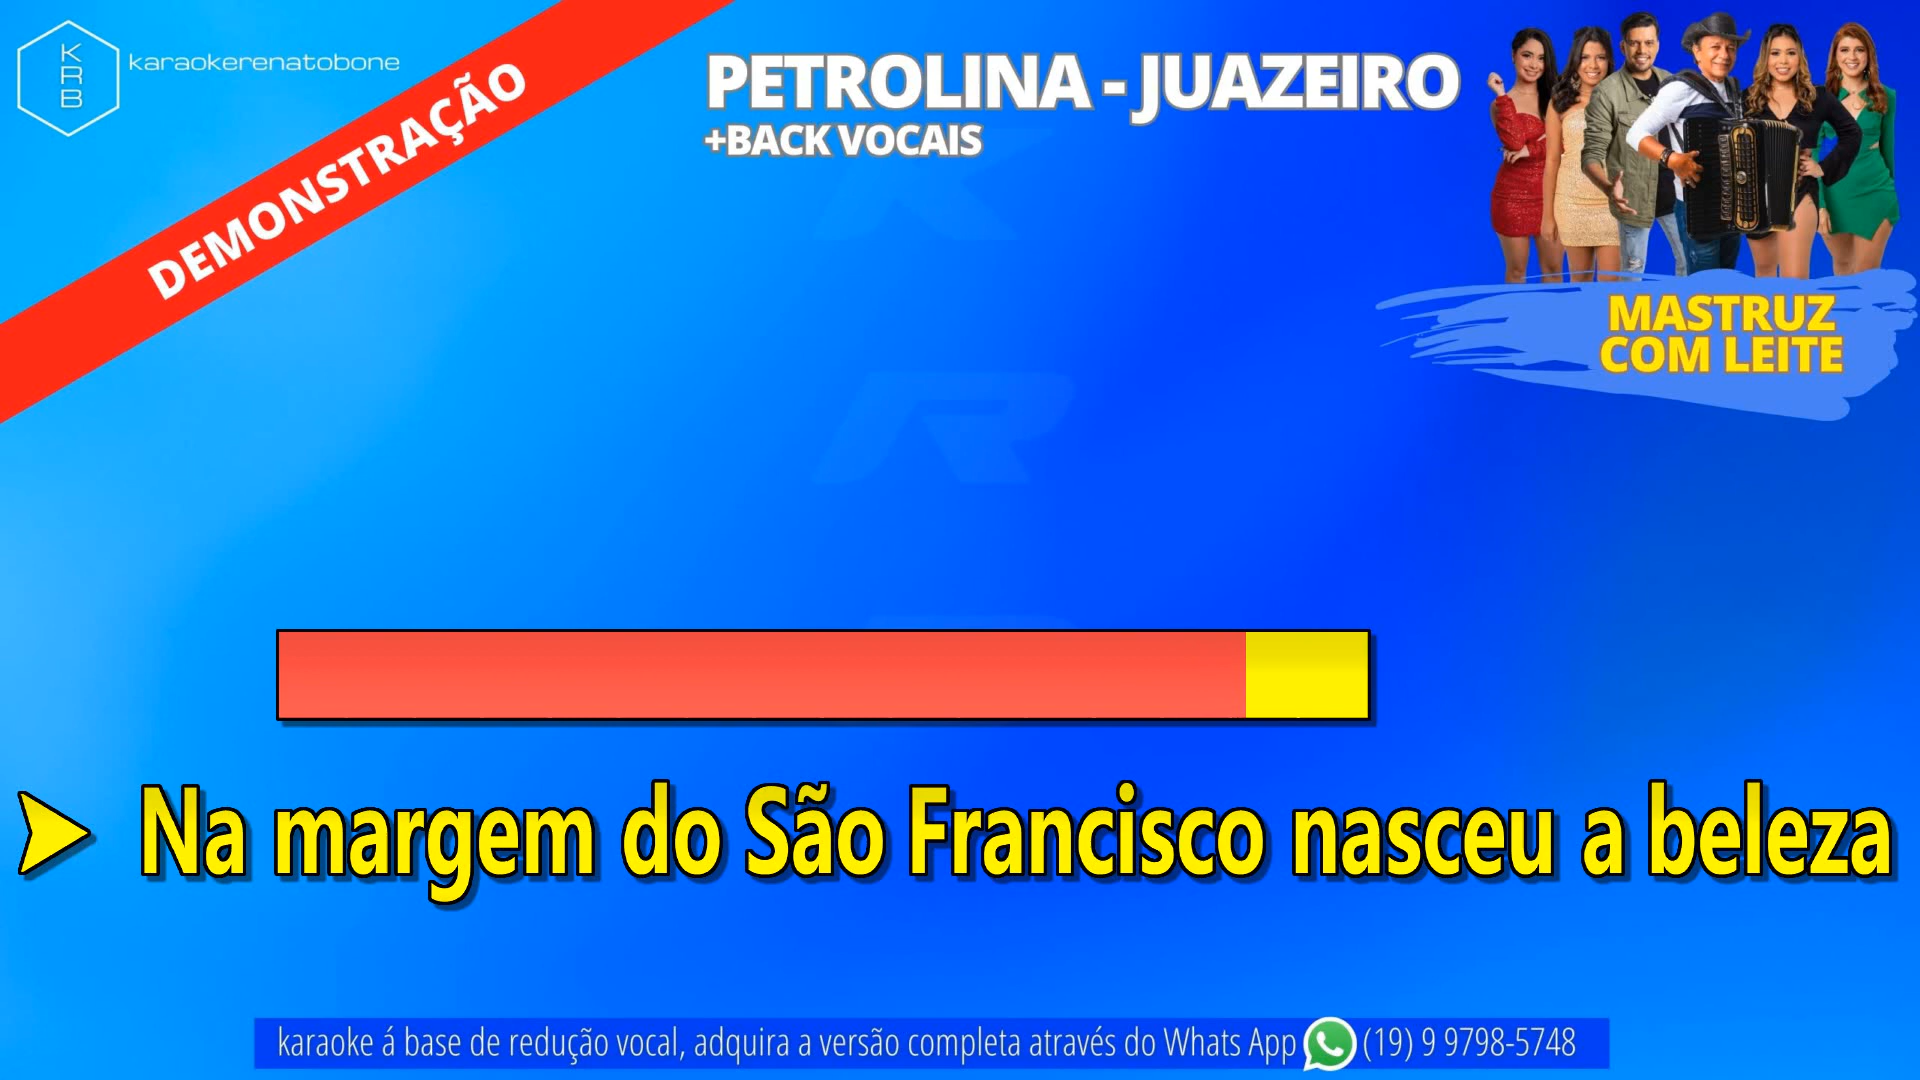 K
R
B
karaokerenatobone
DEMONSTRAÇÃO
PETROLINA - JUAZEIRO
+BACK VOCAIS
MASTRUZ
COM LEITE
K
R
Na margem do São Francisco nasceu a beleza
karaoke á base de redução vocal, adquira a versão completa através do Whats App (19) 9 9798-5748